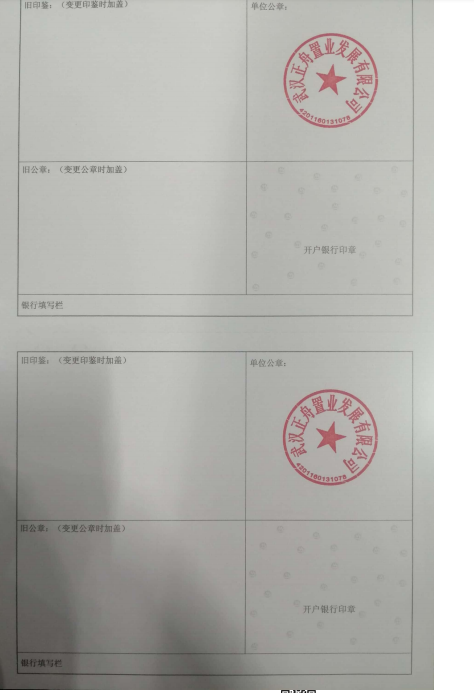 旧印鉴：（变更印鉴时加盖）
单位公章：
武汉正舟置业发展有限公司
4201160131078
旧公章：（变更公章时加盖）
开户银行印章
银行填写栏
旧印鉴：（变更印鉴时加盖）
单位公章：
武汉正舟置业发展有限公司
4201160131078
旧公章：（变更公章时加盖）
开户银行印章
银行填写栏